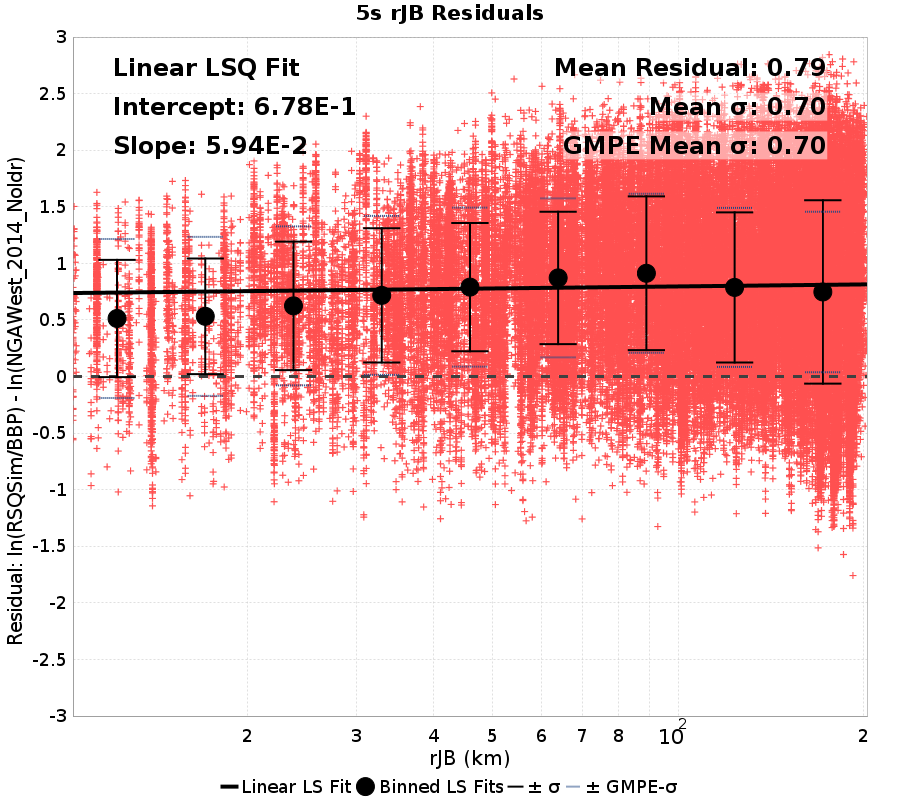 5s rJB Residuals
Linear LSQ Fit
Intercept: 6.78E-1
Slope: 5.94E-2
Mean Residual: 0.79
Mean σ: 0.70
GMPE Mean σ: 0.70
Residual: ln(RSQSim/BBP) - ln(NGAWest_2014_NoIdr)
3
2.5
2
1.5
1
0.5
0
-0.5
-1
-1.5
-2
-2.5
-3
2 3 4 5 6 7 8 10² 2
rJB (km)
Linear LS Fit Binned LS Fits ± σ ± GMPE-σ